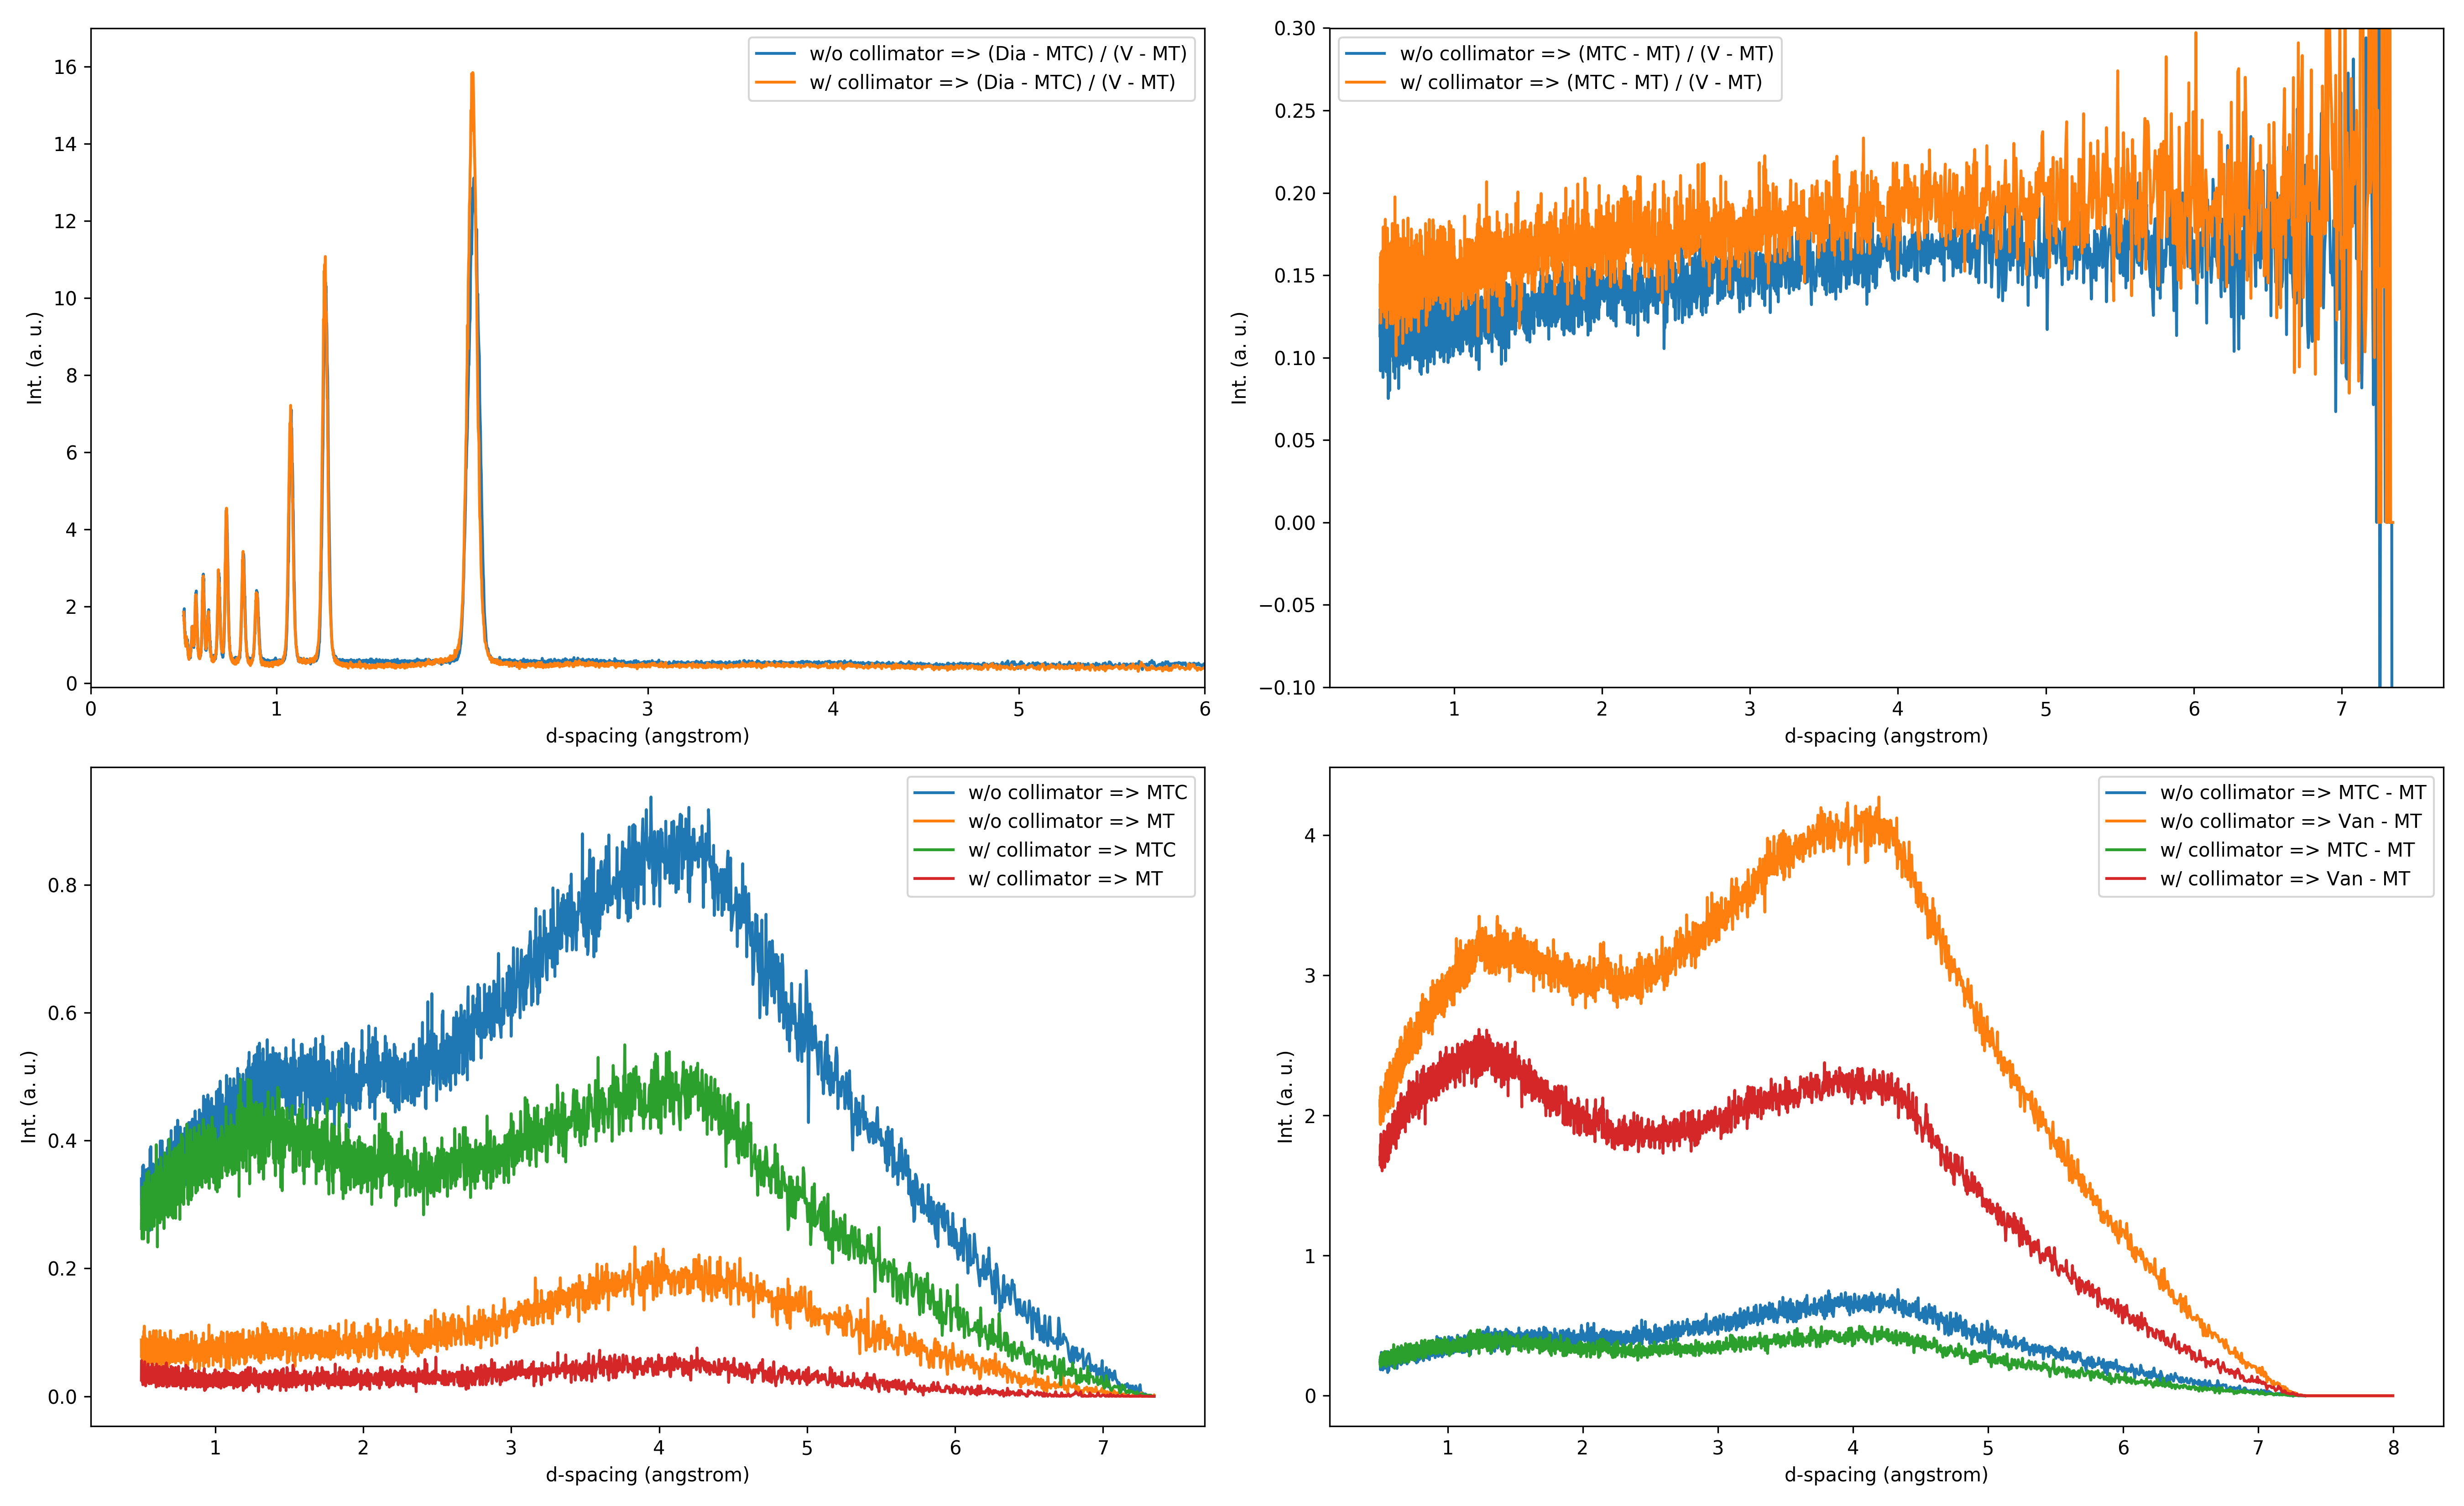 w/o collimator => (Dia - MTC) / (V - MT)
w/ collimator => (Dia - MTC) / (V - MT)
16
14
12
10
8
6
4
2
0
Int. (a. u.)
0 1 2 3 4 5 6
d-spacing (angstrom)
w/o collimator => (MTC - MT) / (V - MT)
w/ collimator => (MTC - MT) / (V - MT)
0.30
0.25
0.20
0.15
0.10
0.05
0.00
−0.05
−0.10
Int. (a. u.)
1 2 3 4 5 6 7
d-spacing (angstrom)
w/o collimator => MTC
w/o collimator => MT
w/ collimator => MTC
w/ collimator => MT
0.8
0.6
0.4
0.2
0.0
Int. (a. u.)
1 2 3 4 5 6 7
d-spacing (angstrom)
w/o collimator => MTC - MT
w/o collimator => Van - MT
w/ collimator => MTC - MT
w/ collimator => Van - MT
4
3
2
1
0
Int. (a. u.)
1 2 3 4 5 6 7 8
d-spacing (angstrom)